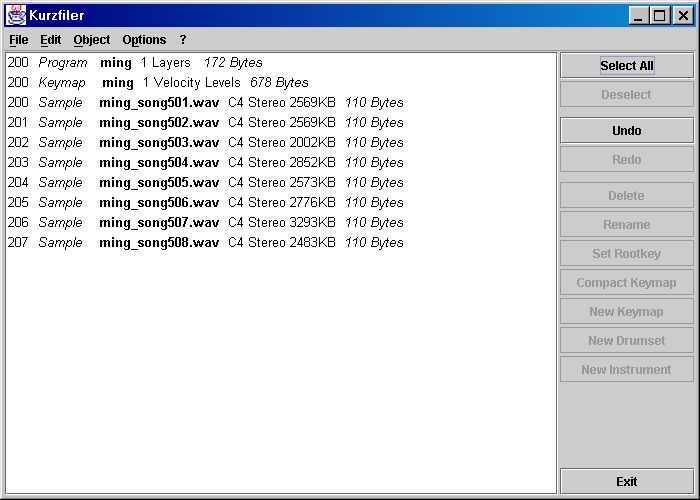 Kurzfiler
File Edit Object Options ?
200 Program ming 1 Layers 172 Bytes
200 Keymap ming 1 Velocity Levels 678 Bytes
200 Sample ming_song501.wav C4 Stereo 2569KB 110 Bytes
201 Sample ming_song502.wav C4 Stereo 2569KB 110 Bytes
202 Sample ming_song503.wav C4 Stereo 2002KB 110 Bytes
203 Sample ming_song504.wav C4 Stereo 2852KB 110 Bytes
204 Sample ming_song505.wav C4 Stereo 2573KB 110 Bytes
205 Sample ming_song506.wav C4 Stereo 2776KB 110 Bytes
206 Sample ming_song507.wav C4 Stereo 3293KB 110 Bytes
207 Sample ming_song508.wav C4 Stereo 2483KB 110 Bytes
Select All
Deselect
Undo
Redo
Delete
Rename
Set Rootkey
Compact Keymap
New Keymap
New Drumset
New Instrument
Exit